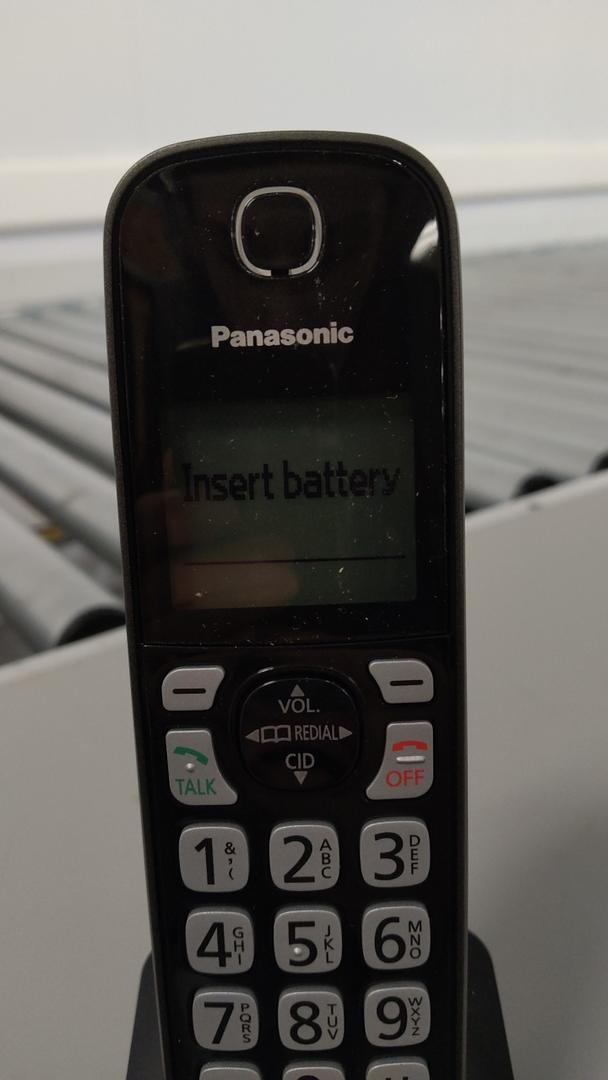 Panasonic
Insert battery
VOL.
REDIAL
CID
TALK
OFF
1 & ' (
2 ABC
3 DEF
4 GHI
5 JKL
6 MNO
7 PQRS
8 TUV
9 WXYZ